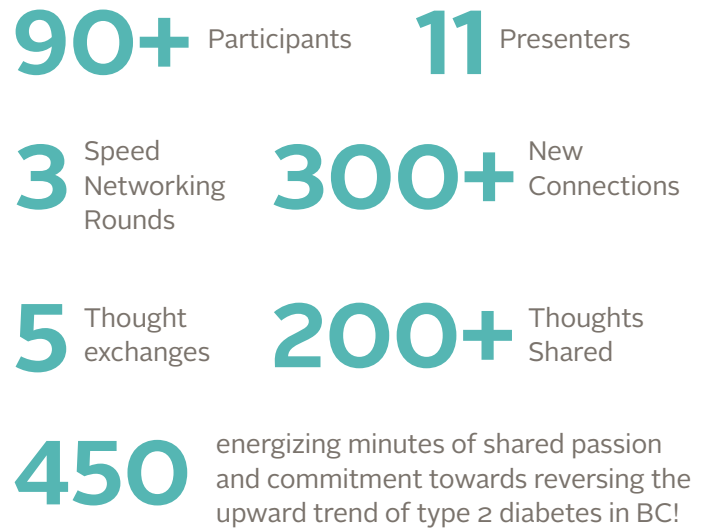 90+ Participants
11 Presenters
3 Speed
Networking
Rounds
300+ New
Connections
5 Thought
exchanges
200+ Thoughts
Shared
450 energizing minutes of shared passion
and commitment towards reversing the
upward trend of type 2 diabetes in BC!